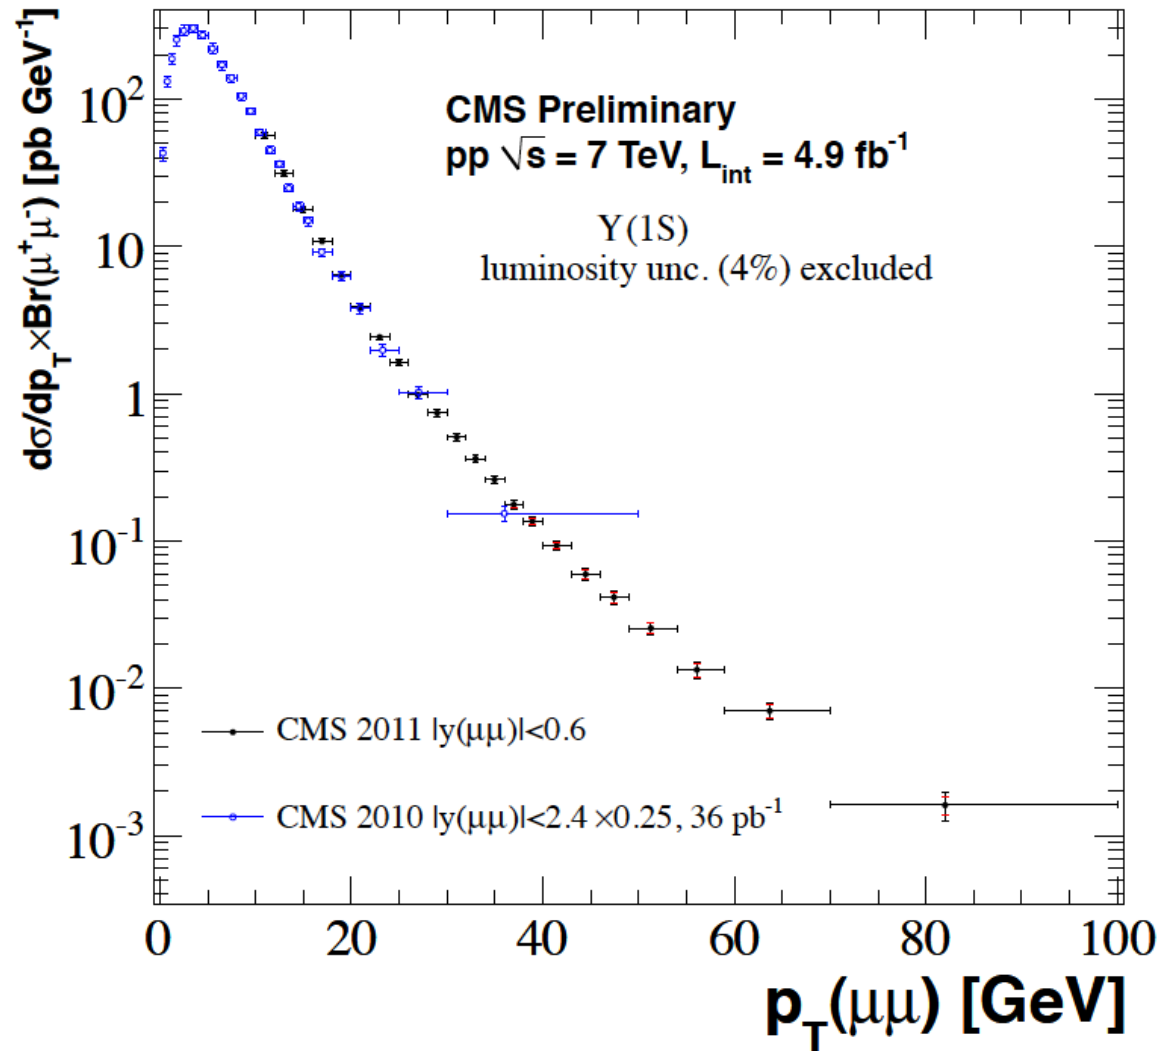 dσ/dp_T×Br(μ⁺μ⁻) [pb GeV⁻¹]
CMS Preliminary
pp √s = 7 TeV, L_int = 4.9 fb⁻¹
Y(1S)
luminosity unc. (4%) excluded
10²
10
1
10⁻¹
10⁻²
10⁻³
CMS 2011 |y(μμ)|<0.6
CMS 2010 |y(μμ)|<2.4 ×0.25, 36 pb⁻¹
0 20 40 60 80 100
p_T(μμ) [GeV]